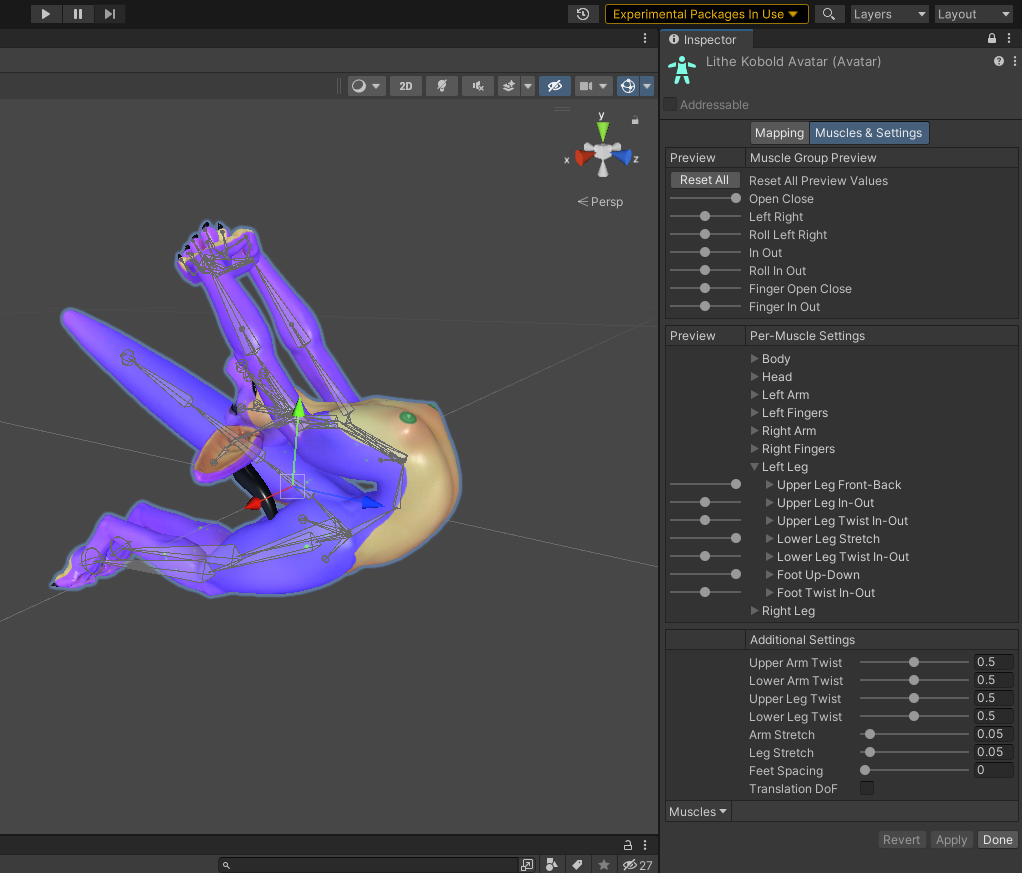 Experimental Packages In Use
Layers
Layout
Inspector
Lithe Kobold Avatar (Avatar)
Addressable
2D
y
x
z
Persp
Mapping
Muscles & Settings
Preview
Muscle Group Preview
Reset All
Reset All Preview Values
Open Close
Left Right
Roll Left Right
In Out
Roll In Out
Finger Open Close
Finger In Out
Preview
Per-Muscle Settings
Body
Head
Left Arm
Left Fingers
Right Arm
Right Fingers
Left Leg
Upper Leg Front-Back
Upper Leg In-Out
Upper Leg Twist In-Out
Lower Leg Stretch
Lower Leg Twist In-Out
Foot Up-Down
Foot Twist In-Out
Right Leg
Additional Settings
Upper Arm Twist 0.5
Lower Arm Twist 0.5
Upper Leg Twist 0.5
Lower Leg Twist 0.5
Arm Stretch 0.05
Leg Stretch 0.05
Feet Spacing 0
Translation DoF
Muscles
Revert
Apply
Done
27